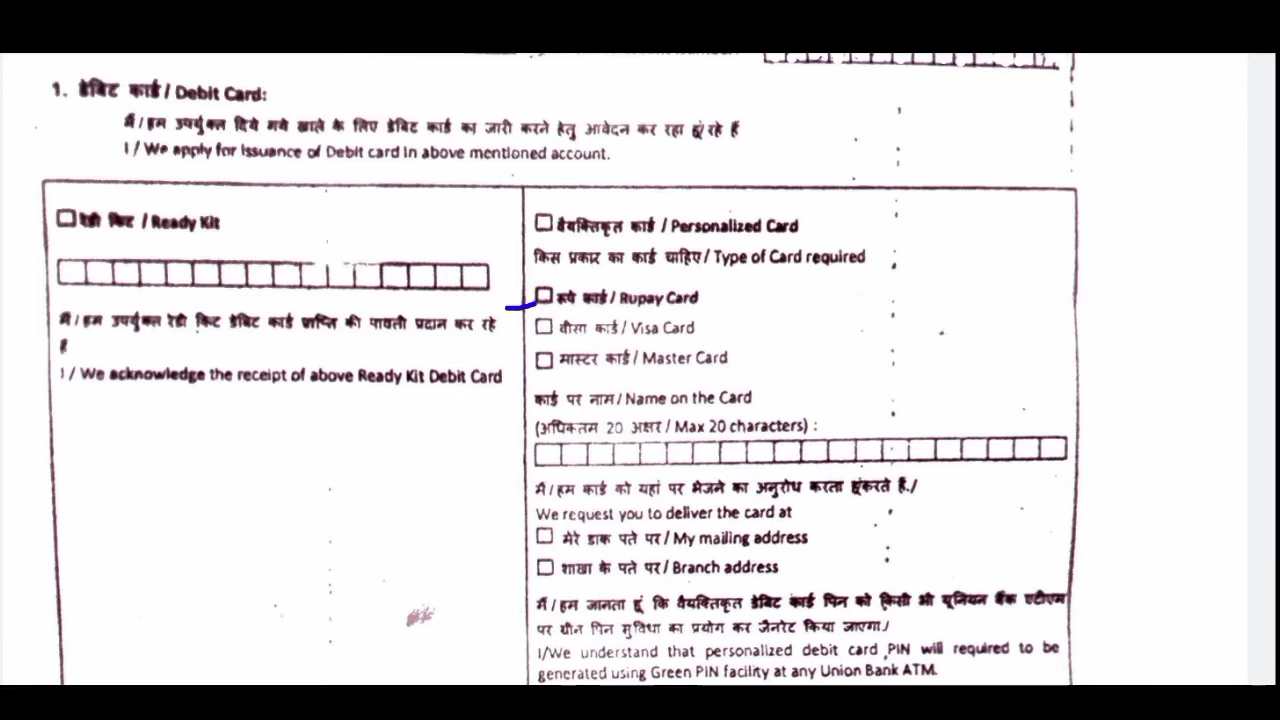 1. डेबिट कार्ड / Debit Card:
मैं / हम उपर्युक्त दिये गये खाते के लिए डेबिट कार्ड का जारी करने हेतु आवेदन कर रहा हूं/रहे हैं
I / We apply for issuance of Debit card in above mentioned account.
रेडी किट / Ready Kit
मैं / हम उपर्युक्त रेडी किट डेबिट कार्ड प्राप्ति की पावती प्रदान कर रहे
हैं
I / We acknowledge the receipt of above Ready Kit Debit Card
वैयक्तिकृत कार्ड / Personalized Card
किस प्रकार का कार्ड चाहिए / Type of Card required
रूपे कार्ड / Rupay Card
वीसा कार्ड / Visa Card
मास्टर कार्ड / Master Card
कार्ड पर नाम / Name on the Card
(अधिकतम 20 अक्षर / Max 20 characters) :
मैं / हम कार्ड को यहां पर भेजने का अनुरोध करता हूं/करते हैं./
We request you to deliver the card at
मेरे डाक पते पर / My mailing address
शाखा के पते पर / Branch address
मैं / हम जानता हूं कि वैयक्तिकृत डेबिट कार्ड पिन को किसी भी यूनियन बैंक एटीएम
पर ग्रीन पिन सुविधा का प्रयोग कर जैनरेट किया जाएगा./
I/We understand that personalized debit card ,PIN will required to be
generated using Green PIN facility at any Union Bank ATM.